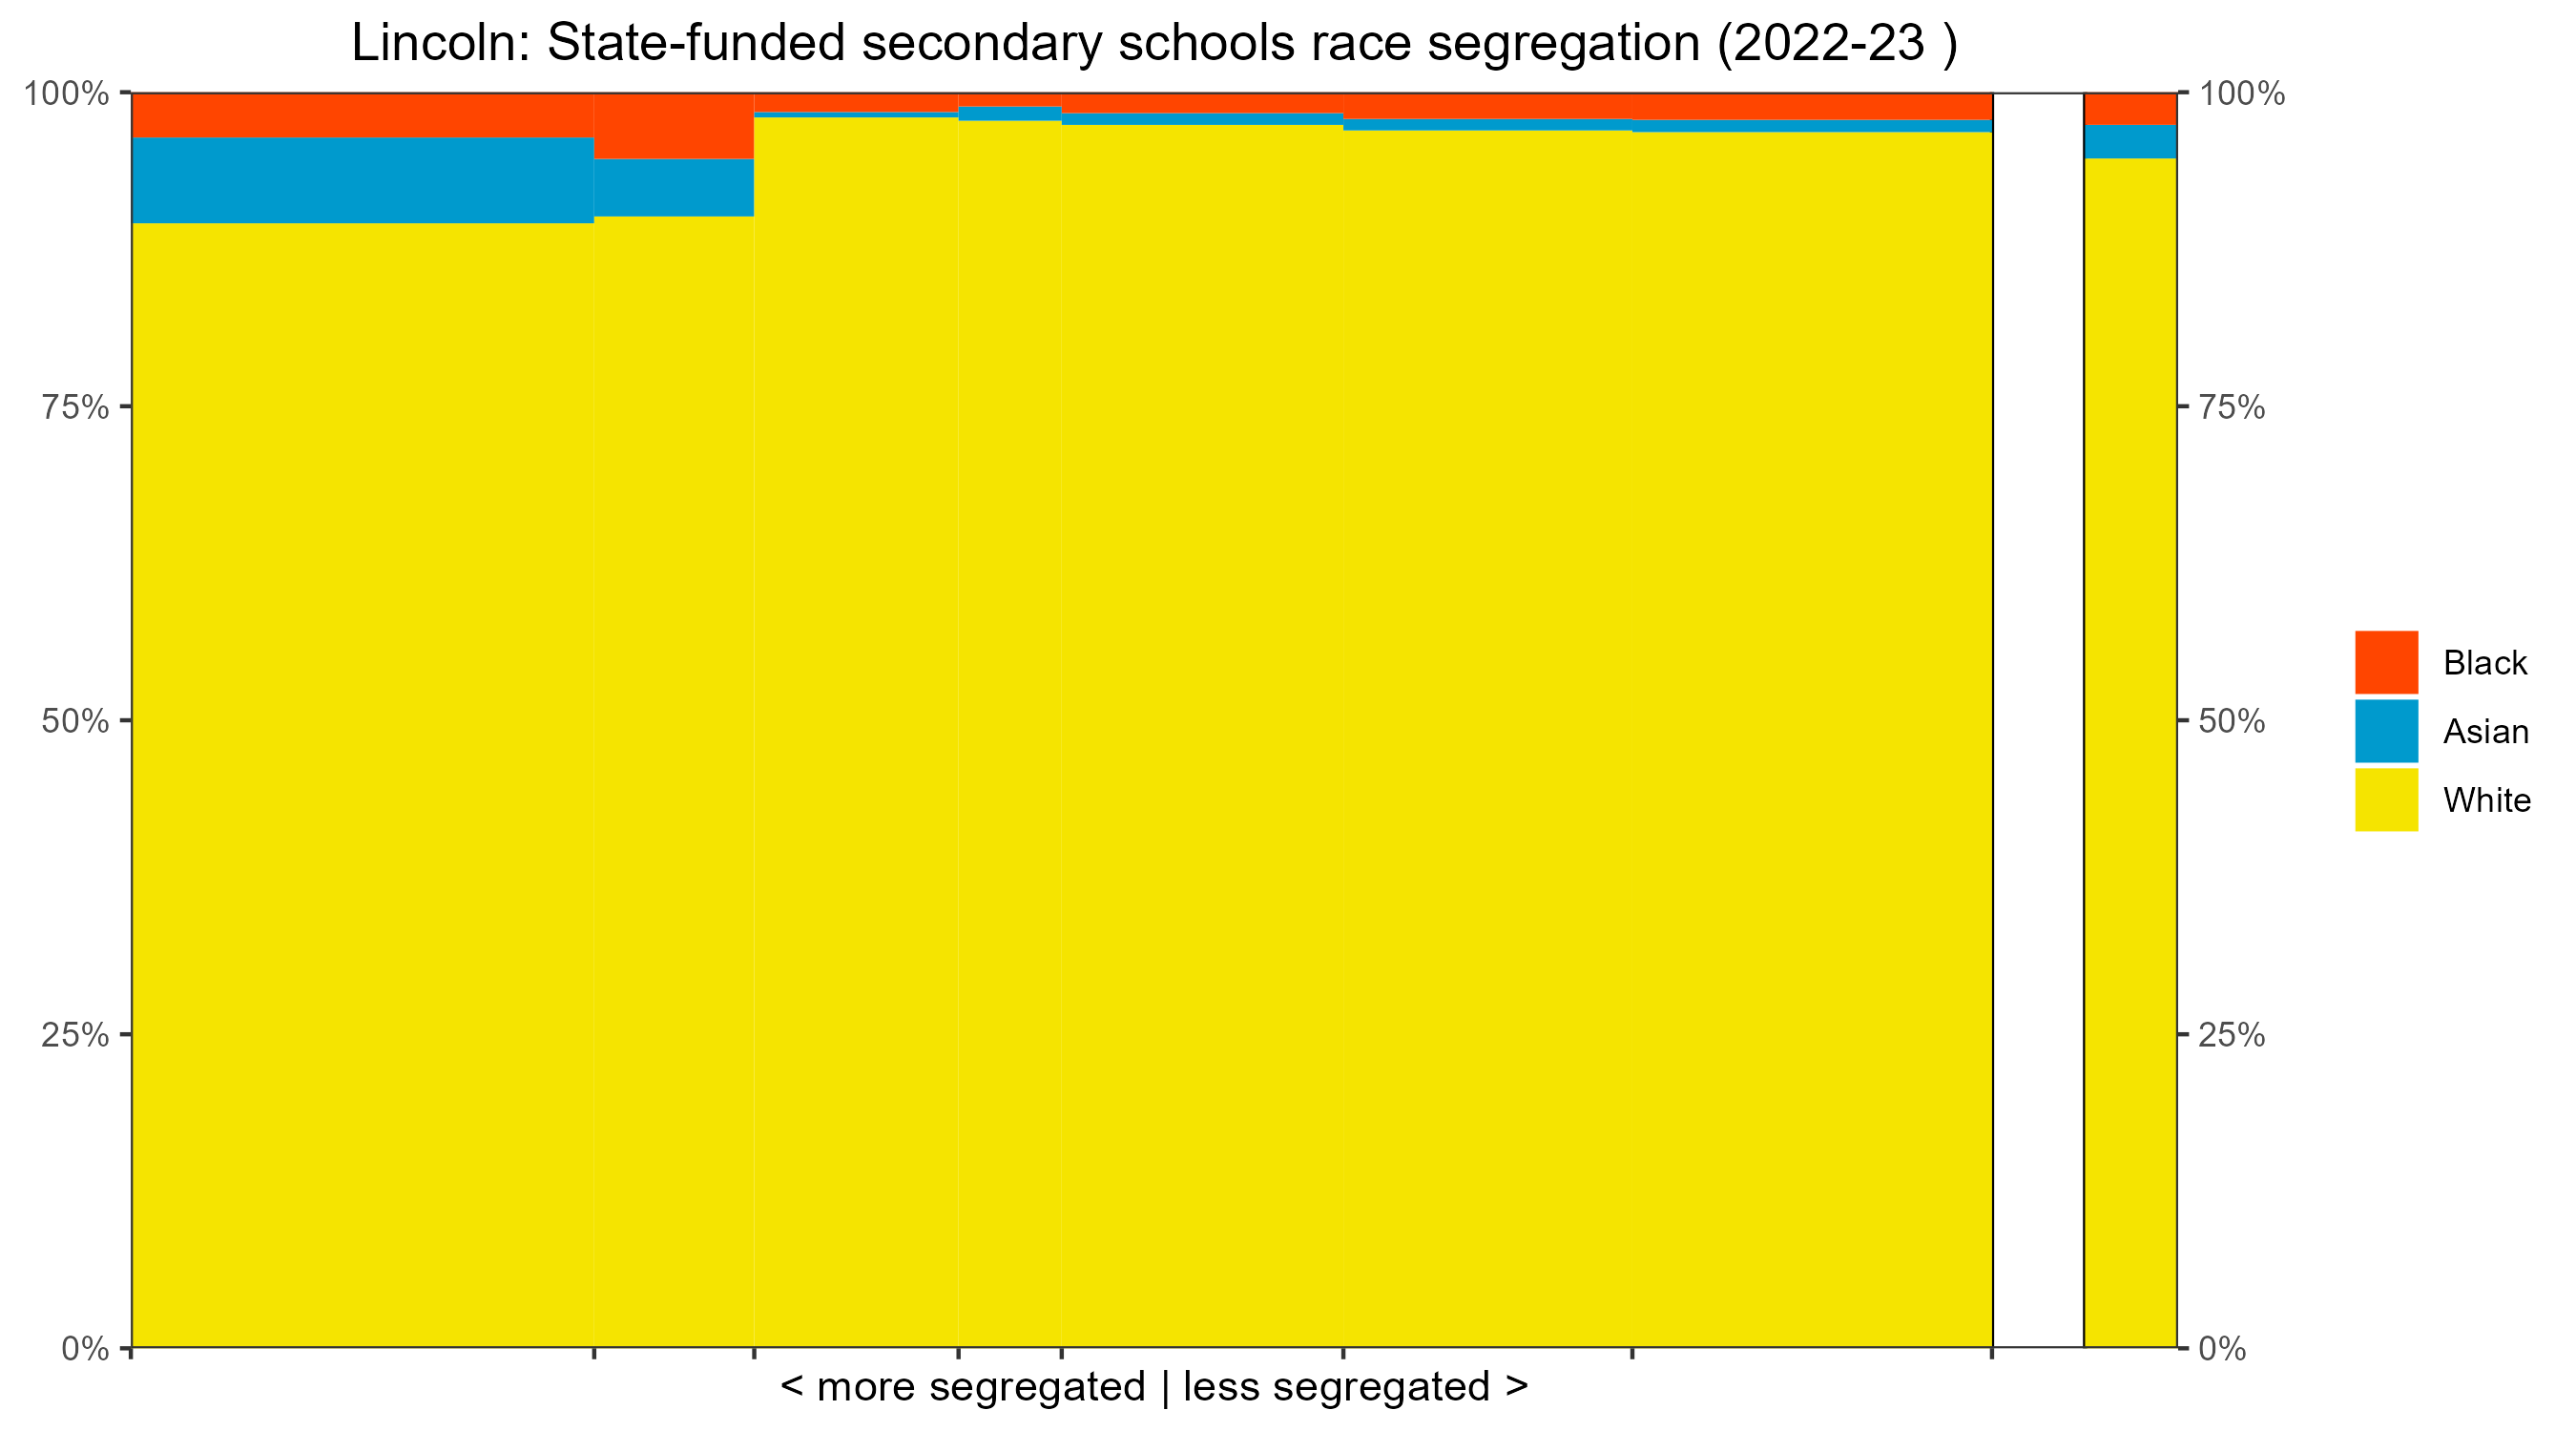 Lincoln: State-funded secondary schools race segregation (2022-23 )
100%
75%
50%
25%
0%
100%
75%
50%
25%
0%
Black
Asian
White
< more segregated | less segregated >